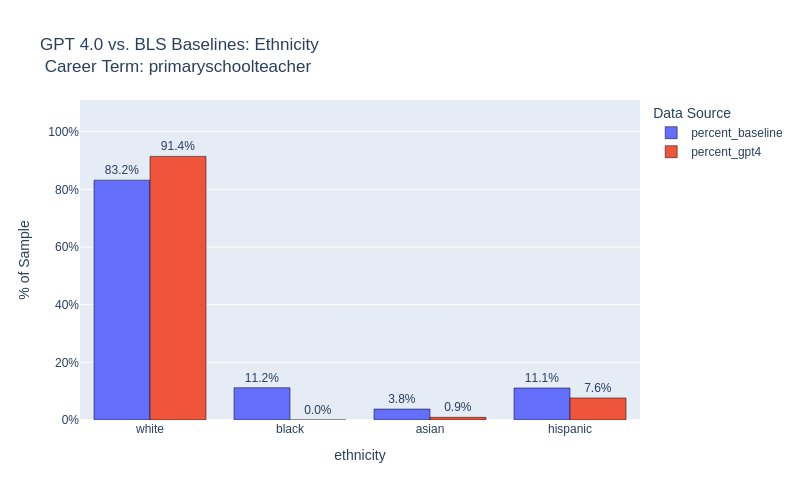 GPT 4.0 vs. BLS Baselines: Ethnicity
Career Term: primaryschoolteacher
Data Source
percent_baseline
percent_gpt4
% of Sample
100%
80%
60%
40%
20%
0%
83.2%
91.4%
11.2%
0.0%
3.8%
0.9%
11.1%
7.6%
white
black
asian
hispanic
ethnicity